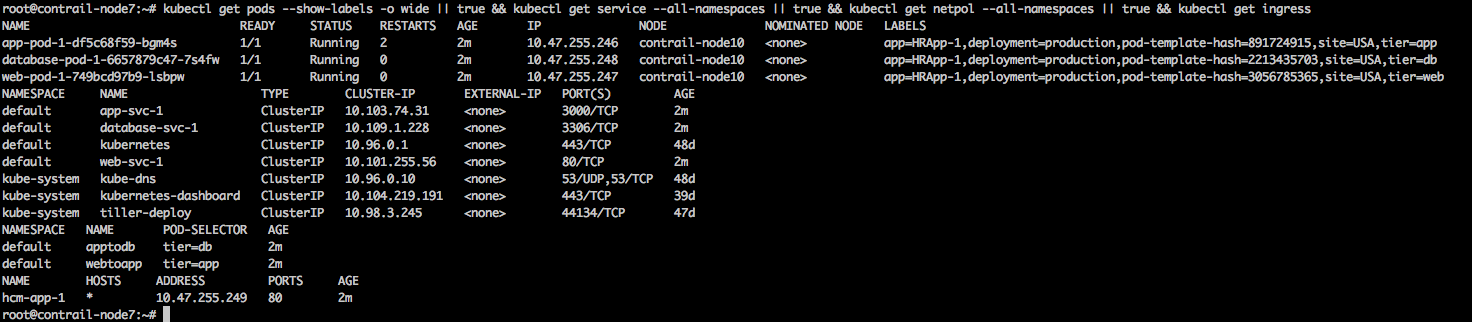 root@contrail-node7:~# kubectl get pods --show-labels -o wide || true && kubectl get service --all-namespaces || true && kubectl get netpol --all-namespaces || true && kubectl get ingress
NAME READY STATUS RESTARTS AGE IP NODE NOMINATED NODE LABELS
app-pod-1-df5c68f59-bgm4s 1/1 Running 2 2m 10.47.255.246 contrail-node10 <none> app=HRApp-1,deployment=production,pod-template-hash=891724915,site=USA,tier=app
database-pod-1-6657879c47-7s4fw 1/1 Running 0 2m 10.47.255.248 contrail-node10 <none> app=HRApp-1,deployment=production,pod-template-hash=2213435703,site=USA,tier=db
web-pod-1-749bcd97b9-lsbpw 1/1 Running 0 2m 10.47.255.247 contrail-node10 <none> app=HRApp-1,deployment=production,pod-template-hash=3056785365,site=USA,tier=web
NAMESPACE NAME TYPE CLUSTER-IP EXTERNAL-IP PORT(S) AGE
default app-svc-1 ClusterIP 10.103.74.31 <none> 3000/TCP 2m
default database-svc-1 ClusterIP 10.109.1.228 <none> 3306/TCP 2m
default kubernetes ClusterIP 10.96.0.1 <none> 443/TCP 48d
default web-svc-1 ClusterIP 10.101.255.56 <none> 80/TCP 2m
kube-system kube-dns ClusterIP 10.96.0.10 <none> 53/UDP,53/TCP 48d
kube-system kubernetes-dashboard ClusterIP 10.104.219.191 <none> 443/TCP 39d
kube-system tiller-deploy ClusterIP 10.98.3.245 <none> 44134/TCP 47d
NAMESPACE NAME POD-SELECTOR AGE
default apptodb tier=db 2m
default webtoapp tier=app 2m
NAME HOSTS ADDRESS PORTS AGE
hcm-app-1 * 10.47.255.249 80 2m
root@contrail-node7:~#